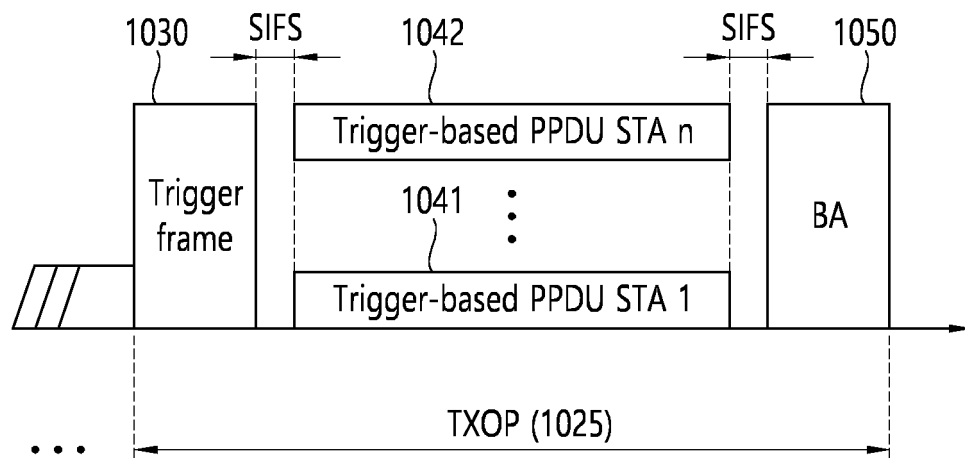 1030
SIFS
1042
SIFS
1050
Trigger-based PPDU STA n
Trigger
frame
1041
BA
Trigger-based PPDU STA 1
TXOP (1025)